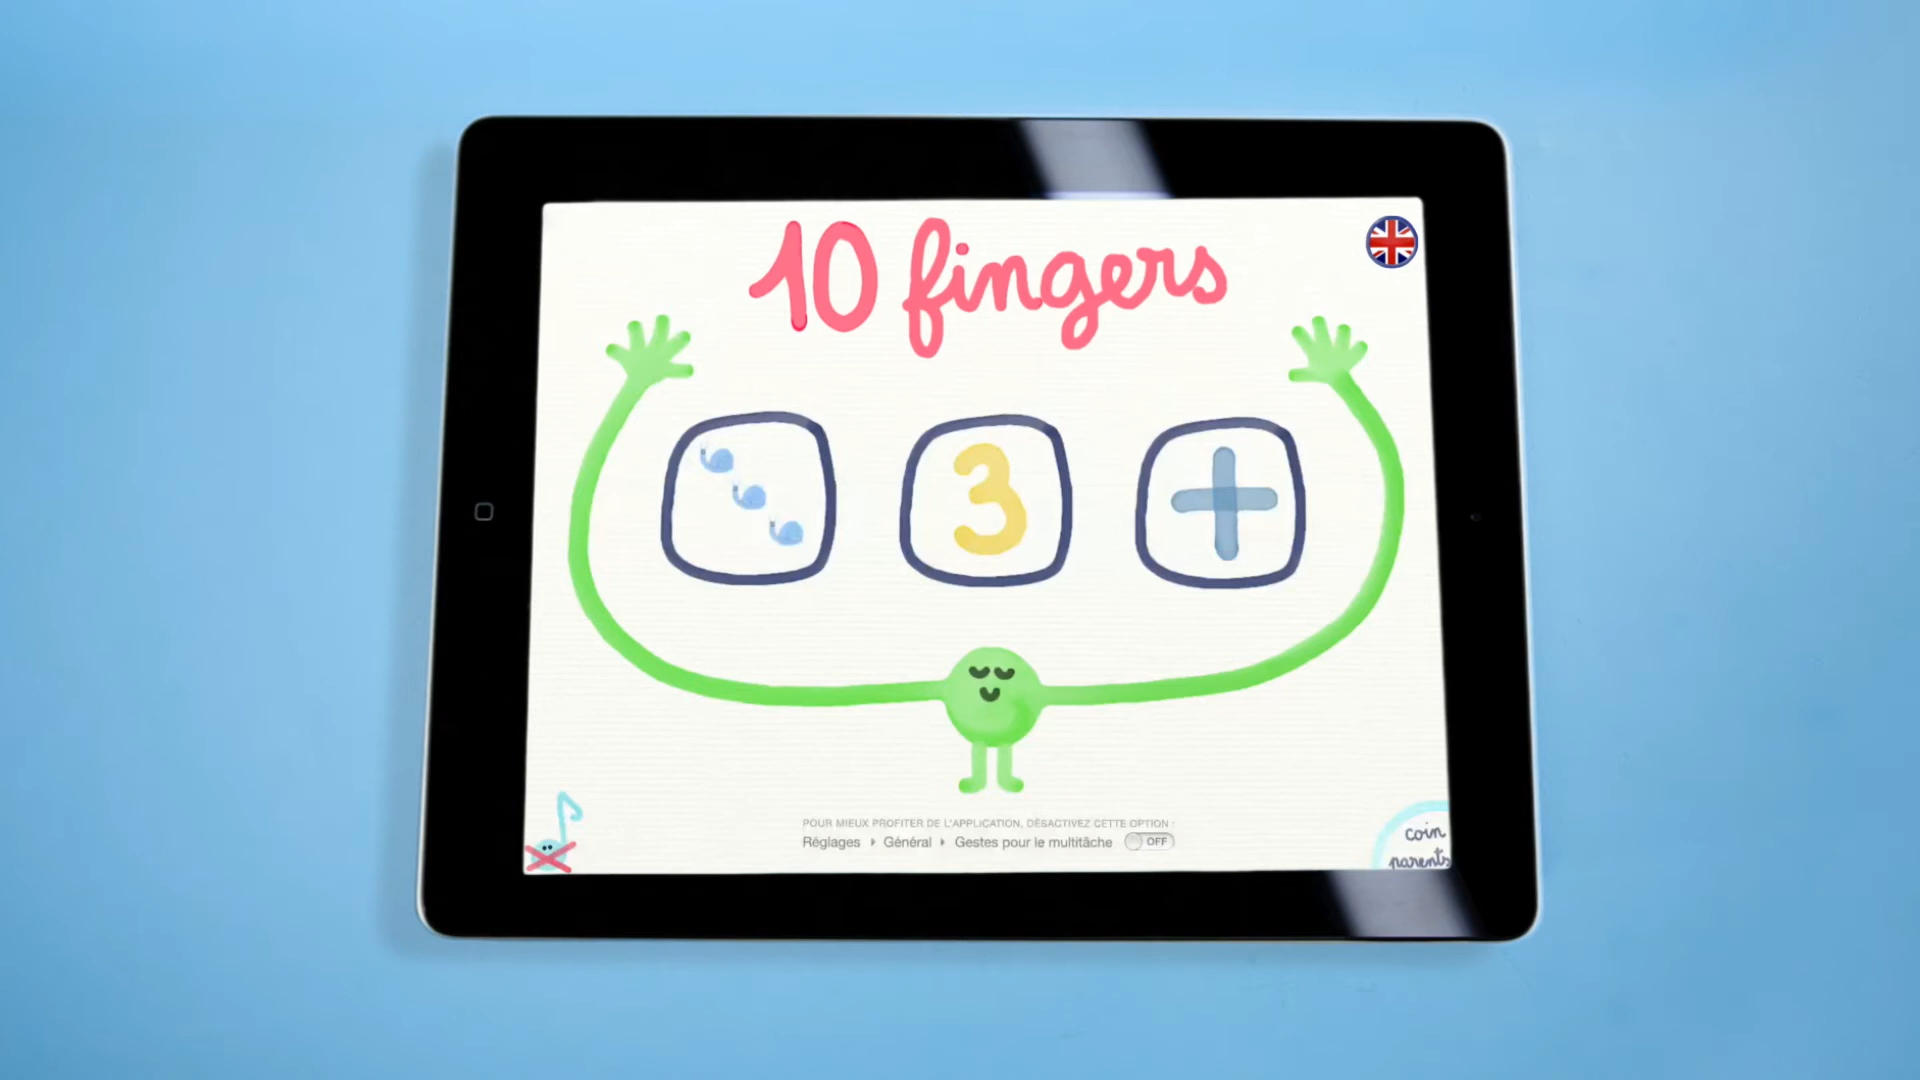 10 fingers
3
+
POUR MIEUX PROFITER DE L'APPLICATION, DÉSACTIVEZ CETTE OPTION :
Réglages ▸ Général ▸ Gestes pour le multitâche OFF
coin
parents